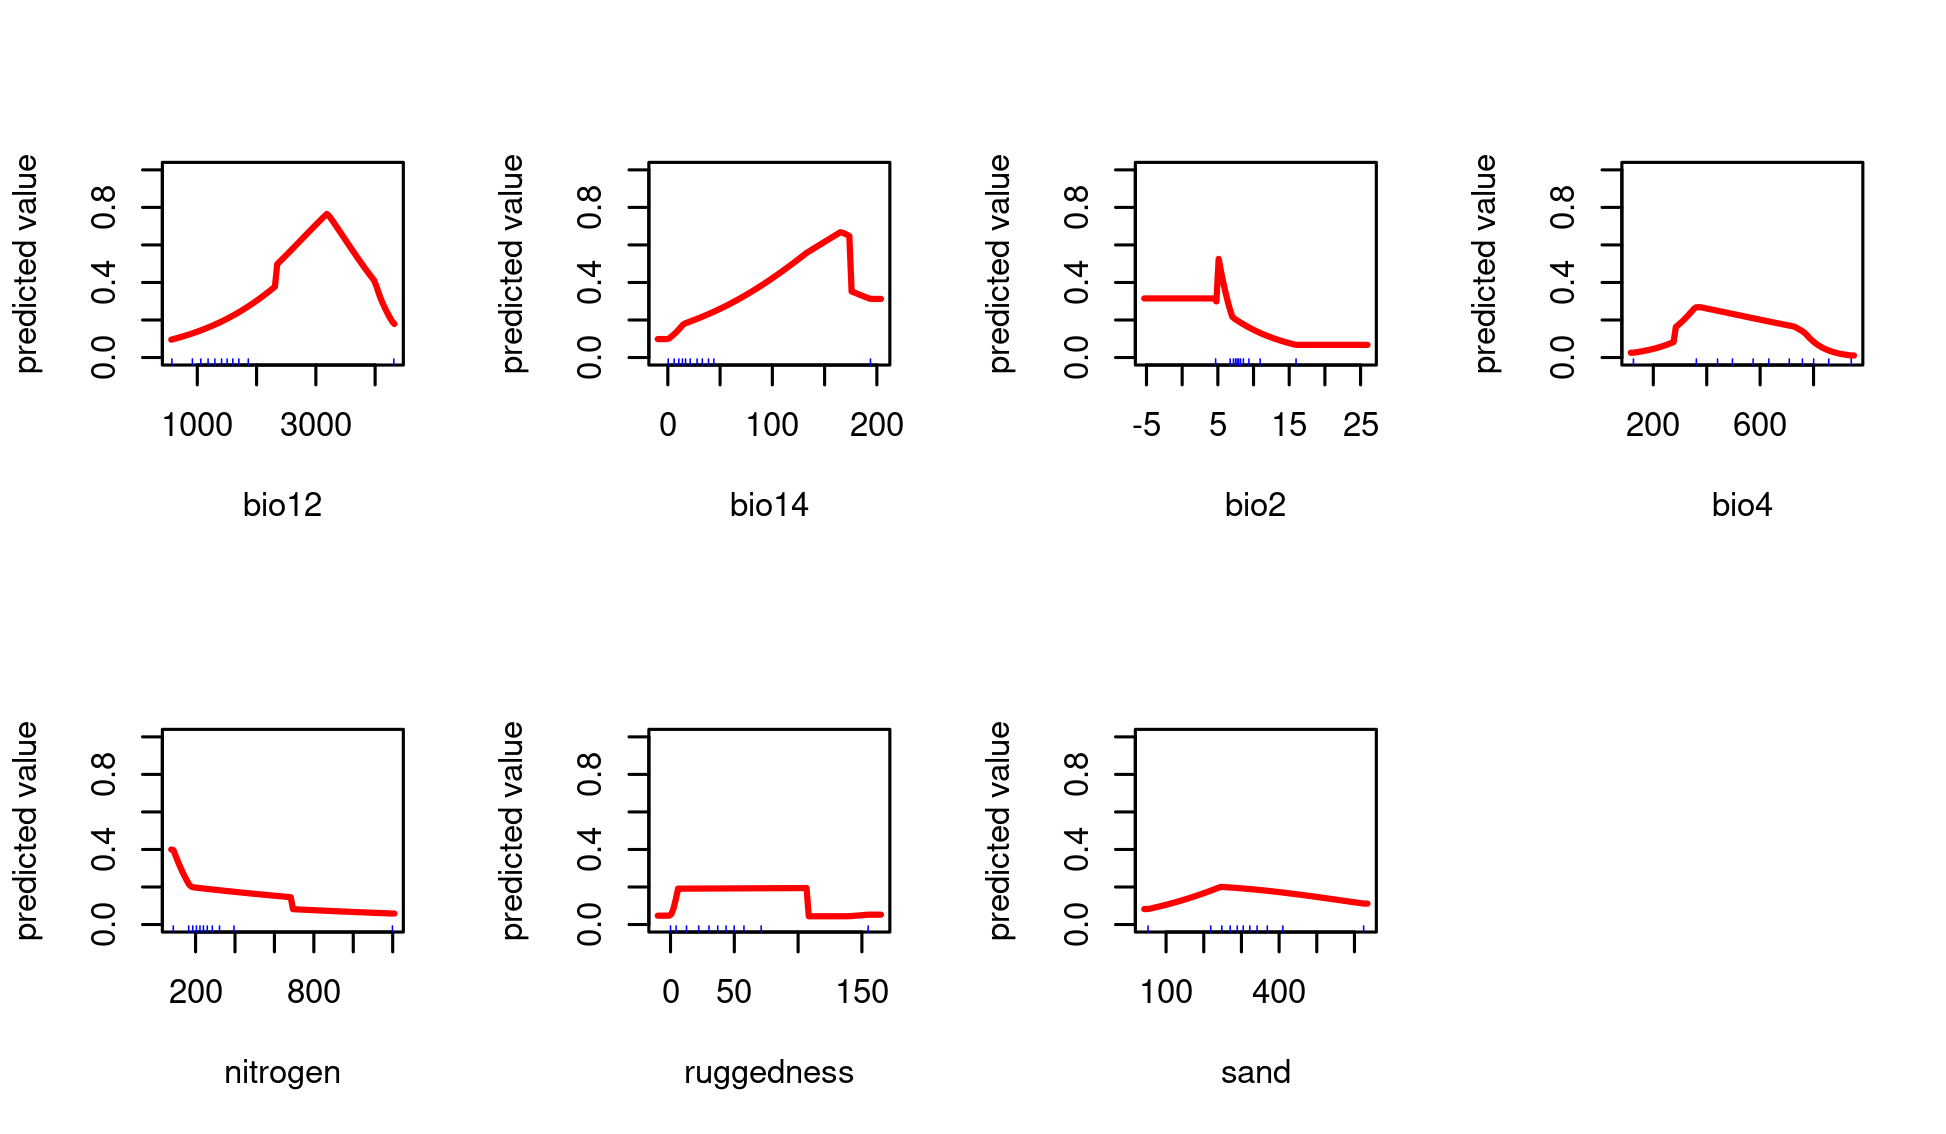 predicted value
0.0 0.4 0.8
1000 3000
bio12
predicted value
0.0 0.4 0.8
0 100 200
bio14
predicted value
0.0 0.4 0.8
-5 5 15 25
bio2
predicted value
0.0 0.4 0.8
200 600
bio4
predicted value
0.0 0.4 0.8
200 800
nitrogen
predicted value
0.0 0.4 0.8
0 50 150
ruggedness
predicted value
0.0 0.4 0.8
100 400
sand